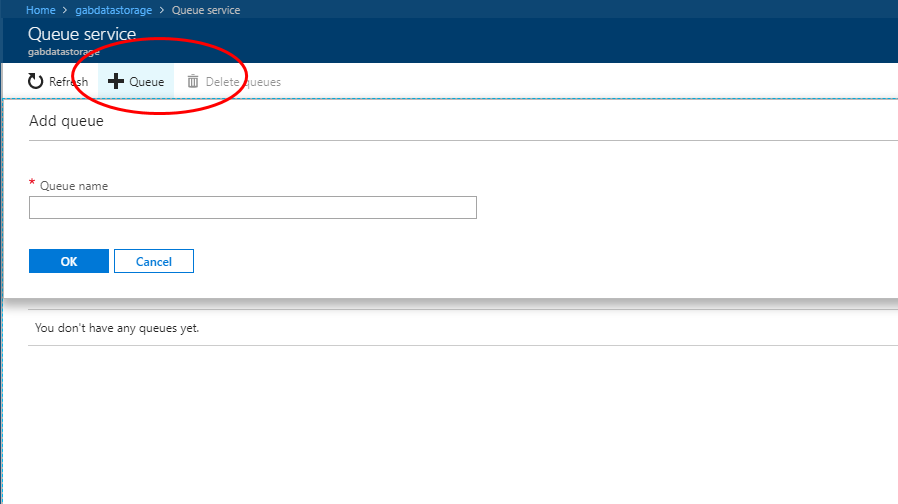 Home > gabdatastorage > Queue service
Queue service
gabdatastorage
Refresh Queue Delete queues
Add queue
* Queue name
OK Cancel
You don't have any queues yet.